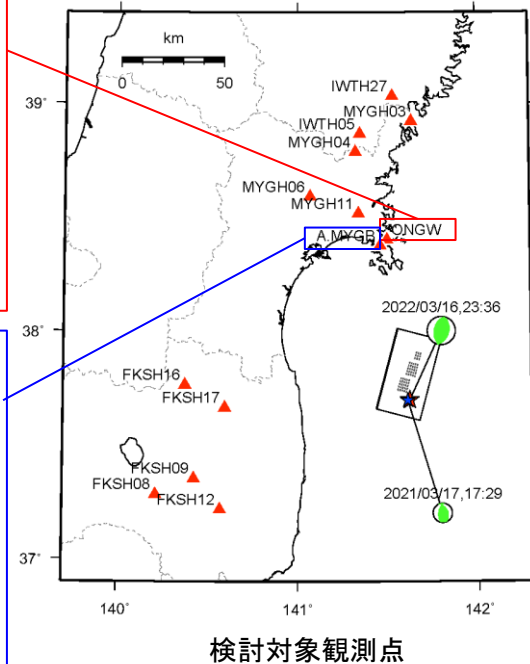 km
0 50
39°
IWTH27
MYGH03
IWTH05
MYGH04
MYGH06
MYGH11
ONGW
A.MYGB
2022/03/16,23:36
38°
FKSH16
FKSH17
2021/03/17,17:29
FKSH09
FKSH08
FKSH12
37°
140° 141° 142°
検討対象観測点